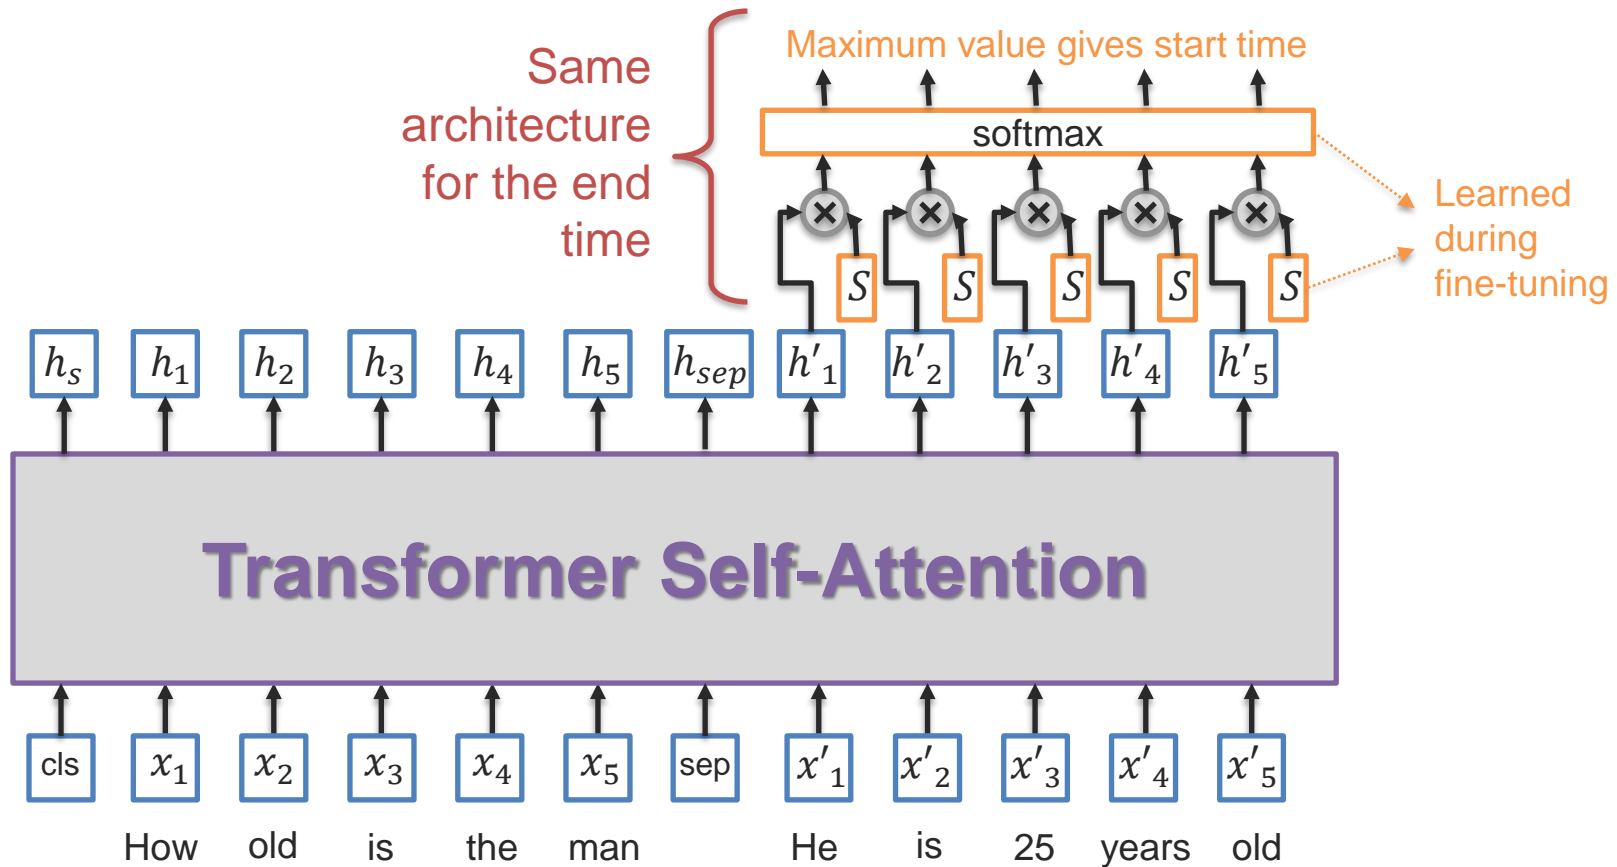 Maximum value gives start time
Same
architecture
for the end
time
softmax
Learned
during
fine-tuning
× × × × ×
S S S S S
h_s h_1 h_2 h_3 h_4 h_5 h_{sep} h'_1 h'_2 h'_3 h'_4 h'_5
Transformer Self-Attention
cls x_1 x_2 x_3 x_4 x_5 sep x'_1 x'_2 x'_3 x'_4 x'_5
How old is the man He is 25 years old